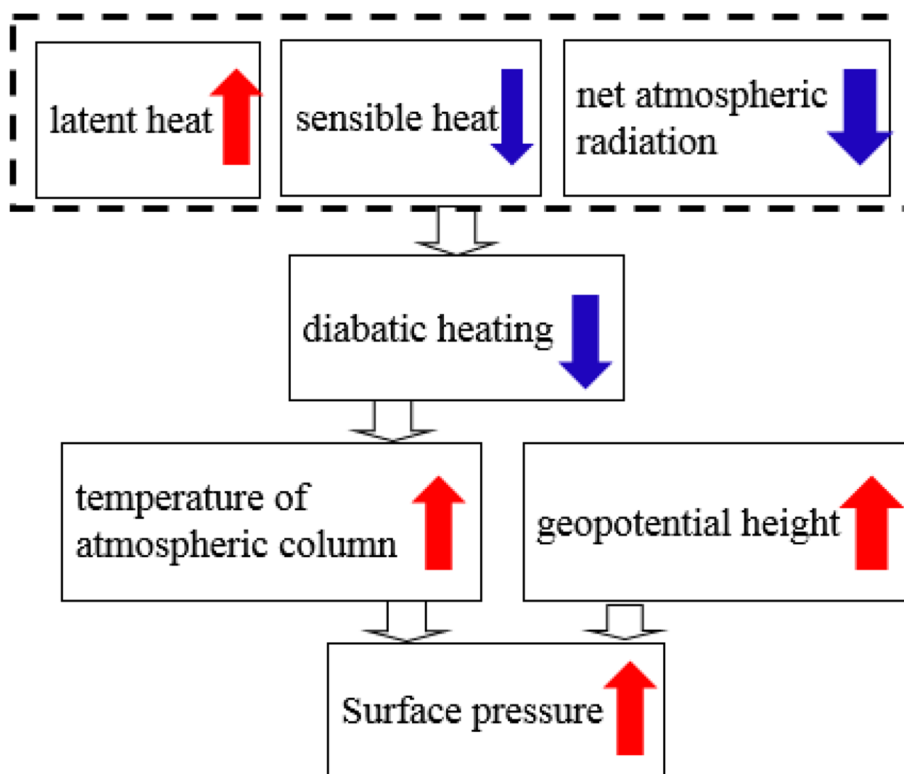 latent heat
sensible heat
net atmospheric
radiation
diabatic heating
temperature of
atmospheric column
geopotential height
Surface pressure